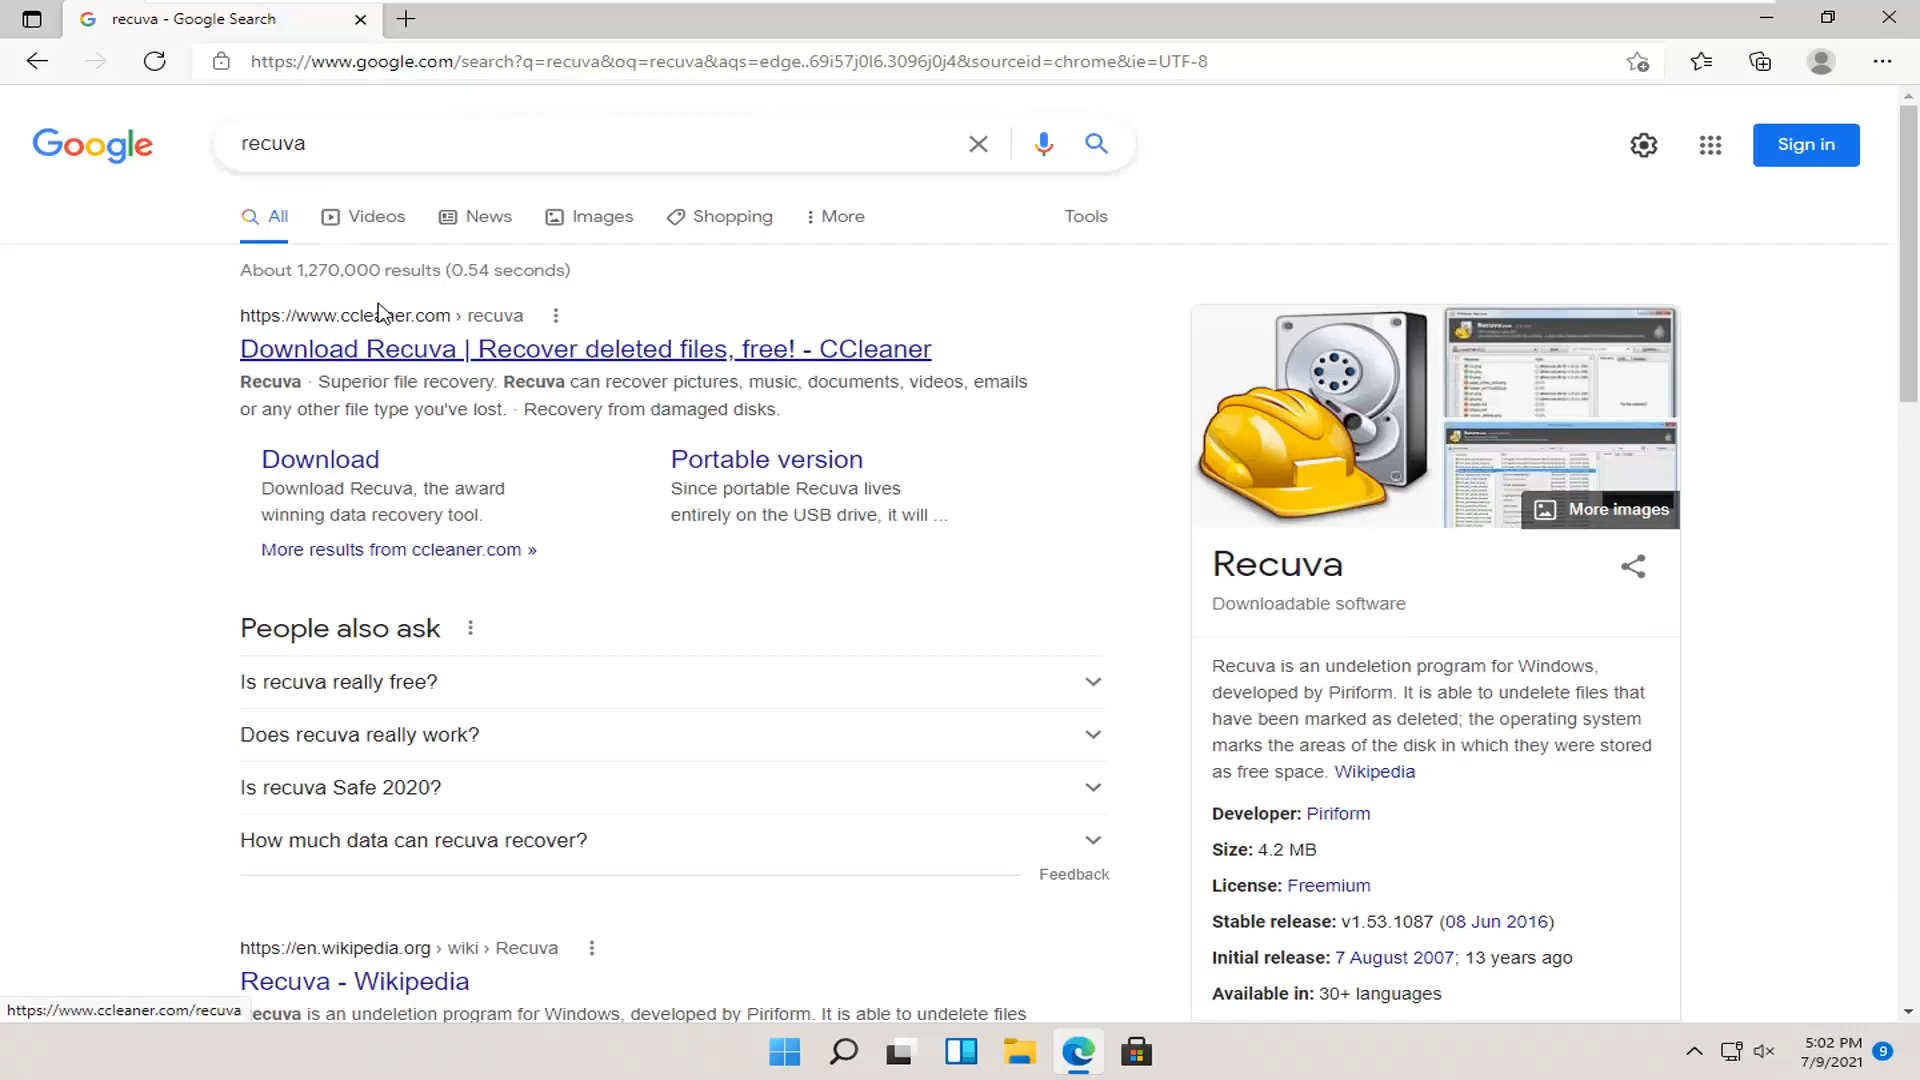 recuva - Google Search
https://www.google.com/search?q=recuva&oq=recuva&aqs=edge..69i57j0l6.3096j0j4&sourceid=chrome&ie=UTF-8
Google
recuva
Sign in
All
Videos
News
Images
Shopping
More
Tools
About 1,270,000 results (0.54 seconds)
https://www.ccleaner.com › recuva
Download Recuva | Recover deleted files, free! - CCleaner
Recuva · Superior file recovery. Recuva can recover pictures, music, documents, videos, emails
or any other file type you've lost. · Recovery from damaged disks.
Download
Download Recuva, the award
winning data recovery tool.
Portable version
Since portable Recuva lives
entirely on the USB drive, it will ...
More results from ccleaner.com »
People also ask
Is recuva really free?
Does recuva really work?
Is recuva Safe 2020?
How much data can recuva recover?
Feedback
https://en.wikipedia.org › wiki › Recuva
Recuva - Wikipedia
Recuva is an undeletion program for Windows, developed by Piriform. It is able to undelete files
https://www.ccleaner.com/recuva
More images
Recuva
Downloadable software
Recuva is an undeletion program for Windows,
developed by Piriform. It is able to undelete files that
have been marked as deleted; the operating system
marks the areas of the disk in which they were stored
as free space. Wikipedia
Developer: Piriform
Size: 4.2 MB
License: Freemium
Stable release: v1.53.1087 (08 Jun 2016)
Initial release: 7 August 2007; 13 years ago
Available in: 30+ languages
5:02 PM
7/9/2021
9